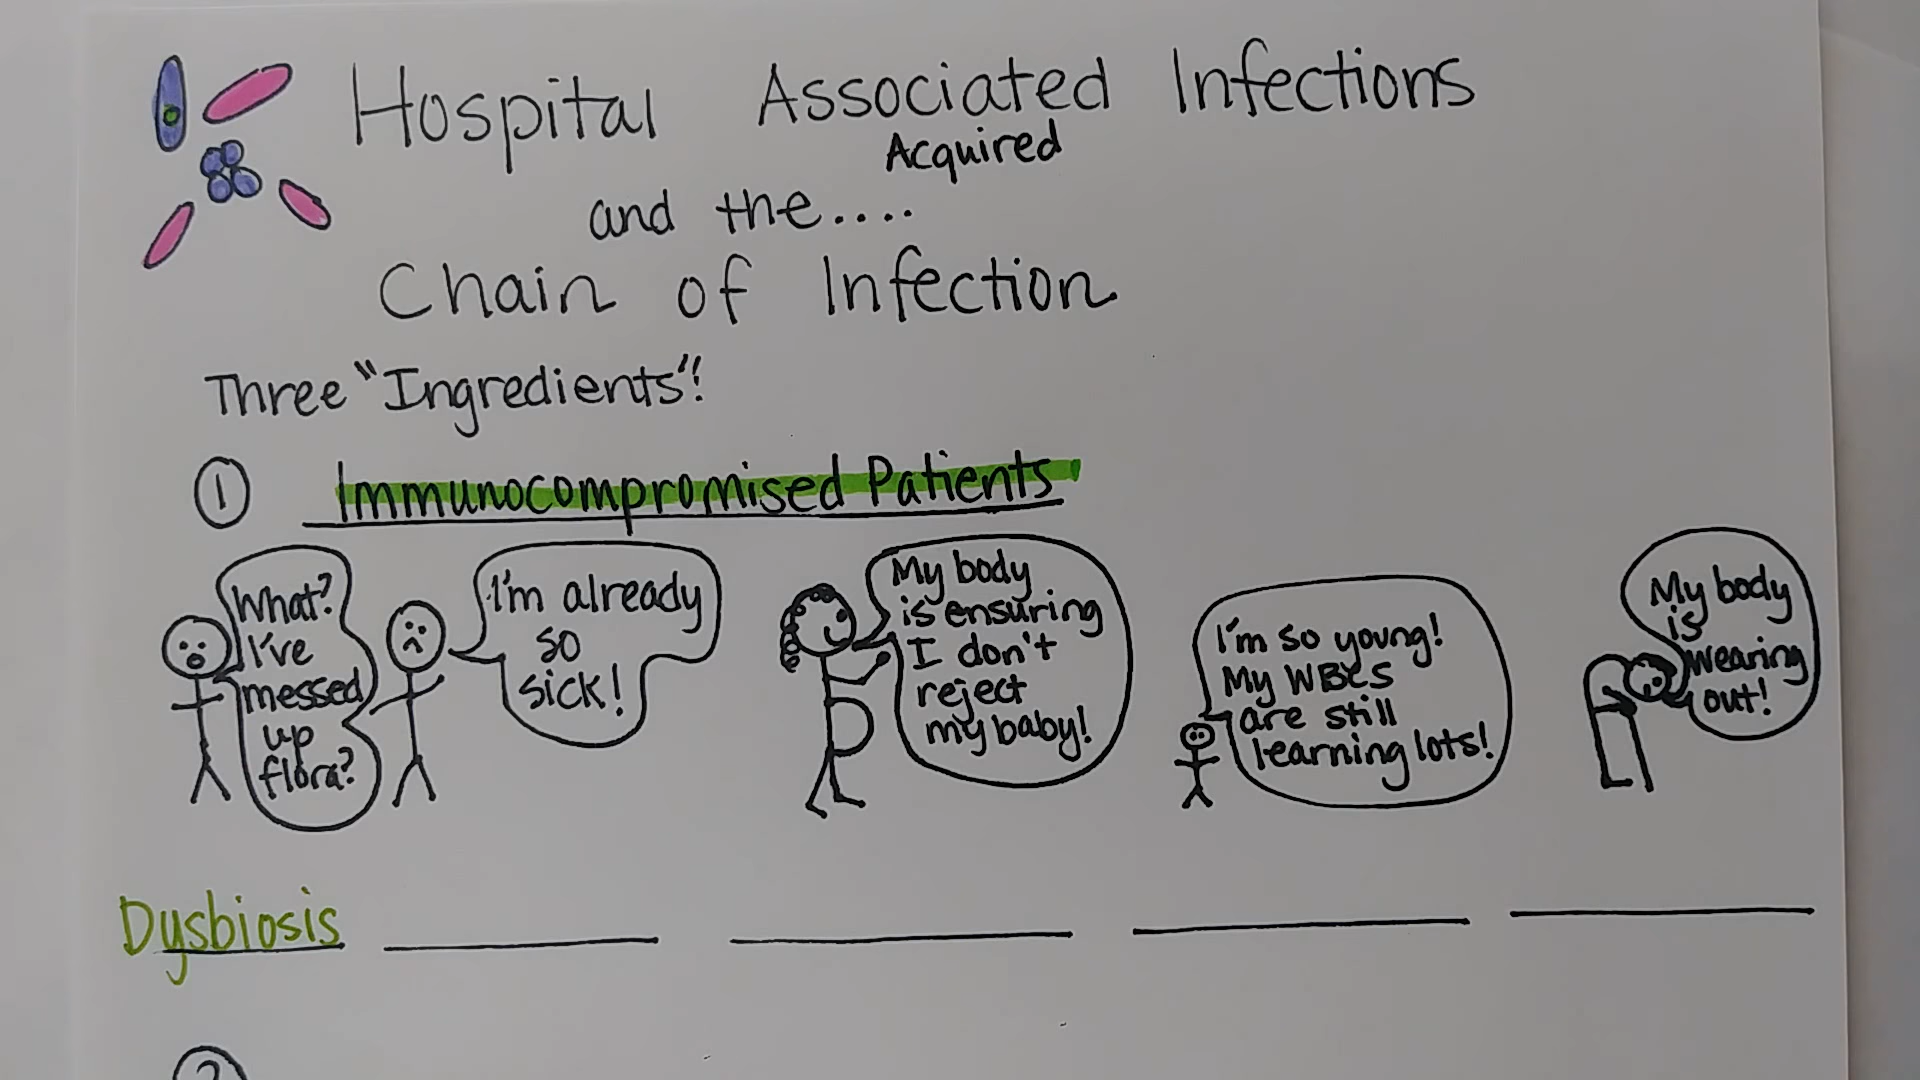 Hospital Associated Infections
Acquired
and the....
Chain of Infection
Three "Ingredients"!
① Immunocompromised Patients
What?
I've
messed
up
flora?
I'm already
so
sick!
My body
is ensuring
I don't
reject
my baby!
I'm so young!
My WBCs
are still
learning lots!
My body
is
wearing
out!
Dysbiosis